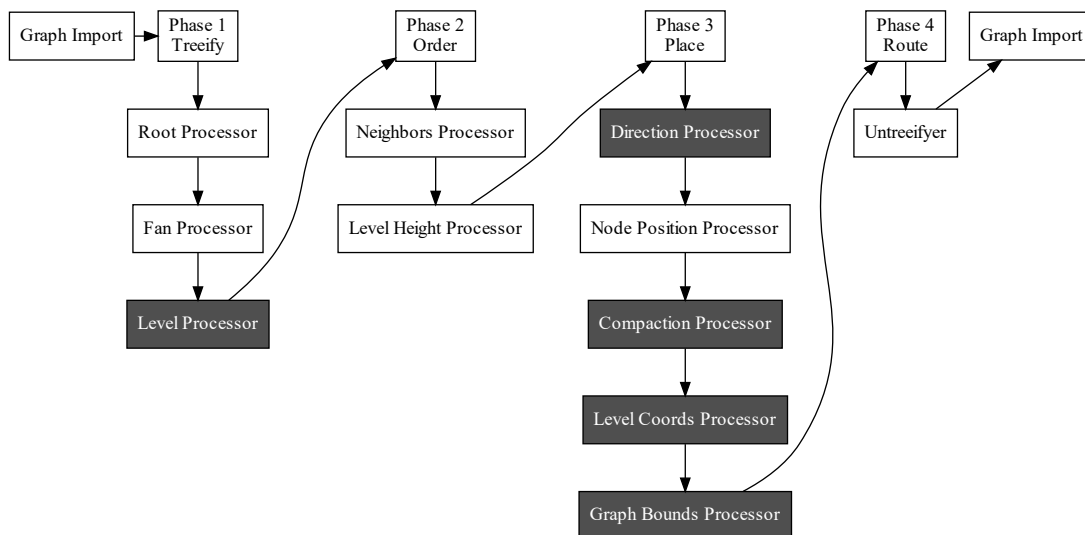 Graph Import
Phase 1
Treeify
Root Processor
Fan Processor
Level Processor
Phase 2
Order
Neighbors Processor
Level Height Processor
Phase 3
Place
Direction Processor
Node Position Processor
Compaction Processor
Level Coords Processor
Graph Bounds Processor
Phase 4
Route
Untreeifyer
Graph Import